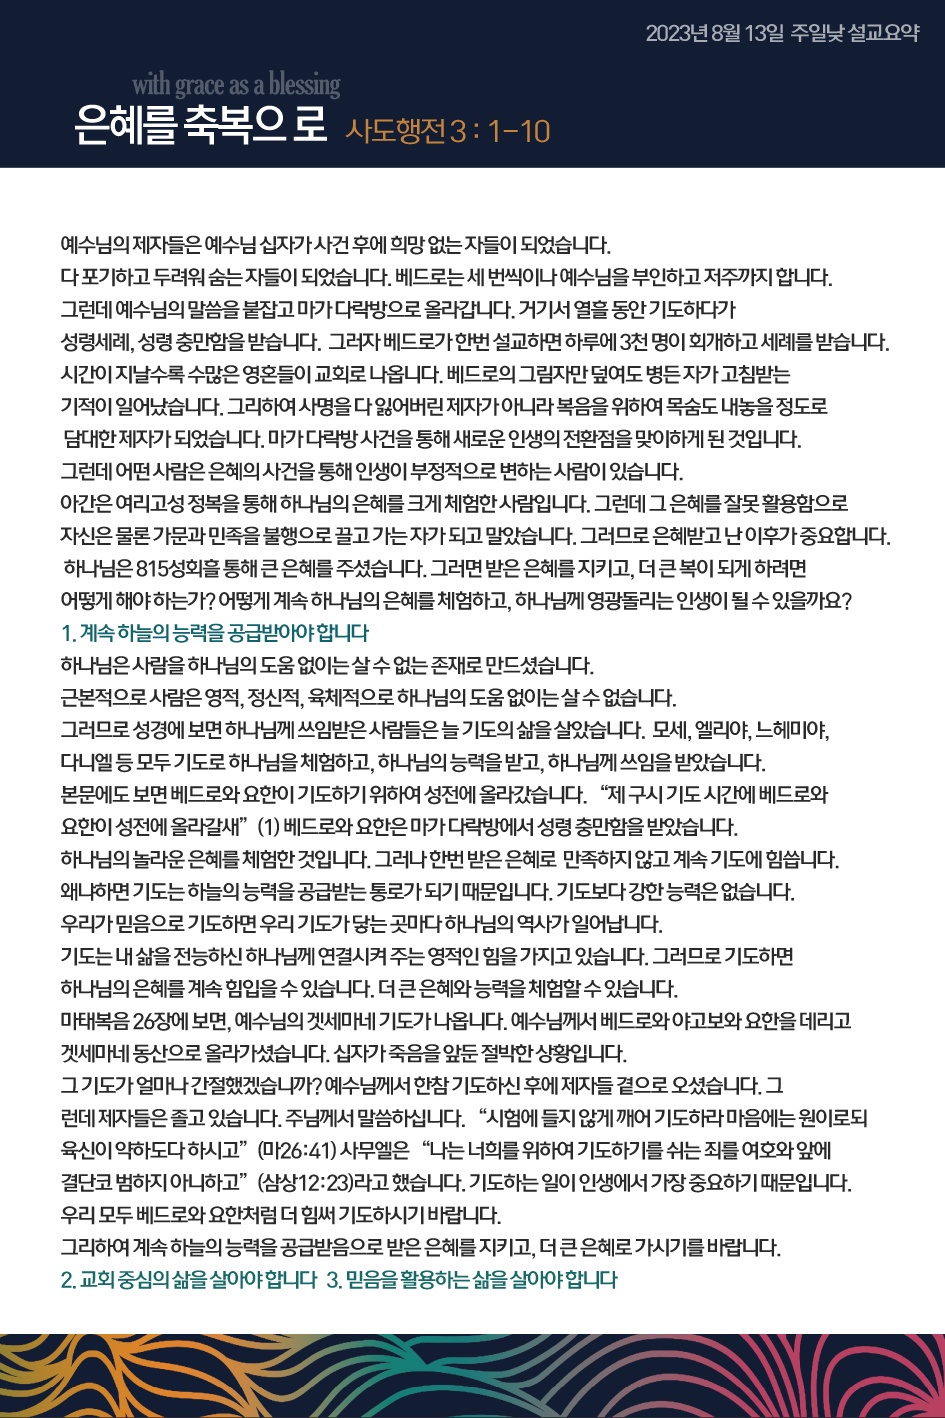 2023년 8월 13일 주일낮 설교요약
with grace as a blessing
은혜를 축복으 로 사도행전 3 : 1-10
예수님의 제자들은 예수님 십자가 사건 후에 희망 없는 자들이 되었습니다.
다 포기하고 두려워 숨는 자들이 되었습니다. 베드로는 세 번씩이나 예수님을 부인하고 저주까지 합니다.
그런데 예수님의 말씀을 붙잡고 마가 다락방으로 올라갑니다. 거기서 열흘 동안 기도하다가
성령세례, 성령 충만함을 받습니다. 그러자 베드로가 한번 설교하면 하루에 3천 명이 회개하고 세례를 받습니다.
시간이 지날수록 수많은 영혼들이 교회로 나옵니다. 베드로의 그림자만 덮여도 병든 자가 고침받는
기적이 일어났습니다. 그리하여 사명을 다 잃어버린 제자가 아니라 복음을 위하여 목숨도 내놓을 정도로
담대한 제자가 되었습니다. 마가 다락방 사건을 통해 새로운 인생의 전환점을 맞이하게 된 것입니다.
그런데 어떤 사람은 은혜의 사건을 통해 인생이 부정적으로 변하는 사람이 있습니다.
아간은 여리고성 정복을 통해 하나님의 은혜를 크게 체험한 사람입니다. 그런데 그 은혜를 잘못 활용함으로
자신은 물론 가문과 민족을 불행으로 끌고 가는 자가 되고 말았습니다. 그러므로 은혜받고 난 이후가 중요합니다.
하나님은 815성회흘 통해 큰 은혜를 주셨습니다. 그러면 받은 은혜를 지키고, 더 큰 복이 되게 하려면
어떻게 해야 하는가? 어떻게 계속 하나님의 은혜를 체험하고, 하나님께 영광돌리는 인생이 될 수 있을까요?
1. 계속 하늘의 능력을 공급받아야 합니다
하나님은 사람을 하나님의 도움 없이는 살 수 없는 존재로 만드셨습니다.
근본적으로 사람은 영적, 정신적, 육체적으로 하나님의 도움 없이는 살 수 없습니다.
그러므로 성경에 보면 하나님께 쓰임받은 사람들은 늘 기도의 삶을 살았습니다. 모세, 엘리야, 느헤미야,
다니엘 등 모두 기도로 하나님을 체험하고, 하나님의 능력을 받고, 하나님께 쓰임을 받았습니다.
본문에도 보면 베드로와 요한이 기도하기 위하여 성전에 올라갔습니다. “제 구시 기도 시간에 베드로와
요한이 성전에 올라갈새” (1) 베드로와 요한은 마가 다락방에서 성령 충만함을 받았습니다.
하나님의 놀라운 은혜를 체험한 것입니다. 그러나 한번 받은 은혜로 만족하지 않고 계속 기도에 힘씁니다.
왜냐하면 기도는 하늘의 능력을 공급받는 통로가 되기 때문입니다. 기도보다 강한 능력은 없습니다.
우리가 믿음으로 기도하면 우리 기도가 닿는 곳마다 하나님의 역사가 일어납니다.
기도는 내 삶을 전능하신 하나님께 연결시켜 주는 영적인 힘을 가지고 있습니다. 그러므로 기도하면
하나님의 은혜를 계속 힘입을 수 있습니다. 더 큰 은혜와 능력을 체험할 수 있습니다.
마태복음 26장에 보면, 예수님의 겟세마네 기도가 나옵니다. 예수님께서 베드로와 야고보와 요한을 데리고
겟세마네 동산으로 올라가셨습니다. 십자가 죽음을 앞둔 절박한 상황입니다.
그 기도가 얼마나 간절했겠습니까? 예수님께서 한참 기도하신 후에 제자들 곁으로 오셨습니다. 그
런데 제자들은 졸고 있습니다. 주님께서 말씀하십니다. “시험에 들지 않게 깨어 기도하라 마음에는 원이로되
육신이 약하도다 하시고” (마26:41) 사무엘은 “나는 너희를 위하여 기도하기를 쉬는 죄를 여호와 앞에
결단코 범하지 아니하고” (삼상12:23)라고 했습니다. 기도하는 일이 인생에서 가장 중요하기 때문입니다.
우리 모두 베드로와 요한처럼 더 힘써 기도하시기 바랍니다.
그리하여 계속 하늘의 능력을 공급받음으로 받은 은혜를 지키고, 더 큰 은혜로 가시기를 바랍니다.
2. 교회 중심의 삶을 살아야 합니다 3. 믿음을 활용하는 삶을 살아야 합니다